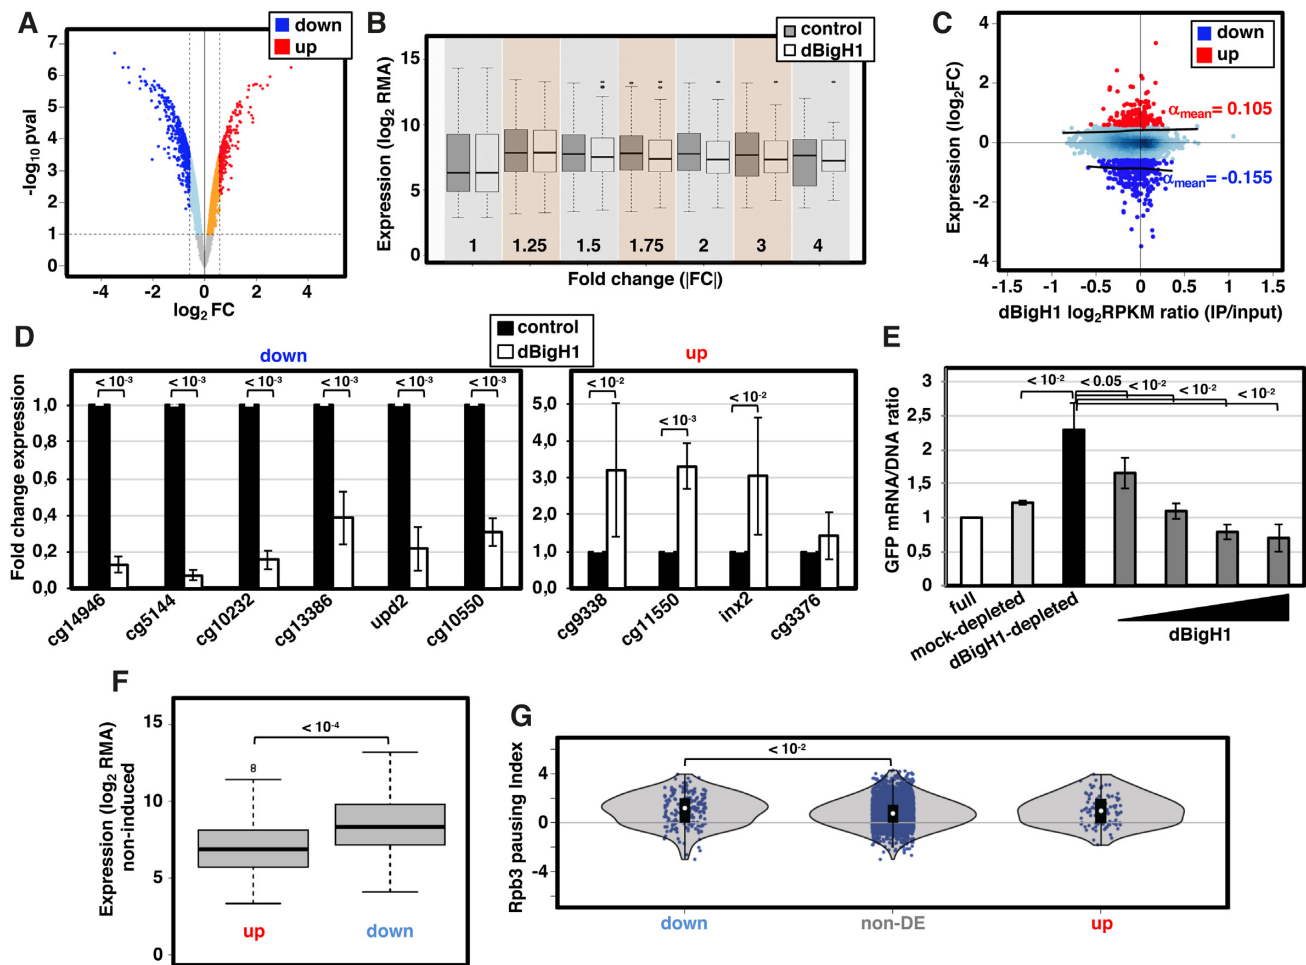 A
down
up
-log10 pval
7
6
5
4
3
2
1
0
-4 -2 0 2 4
log2 FC
B
control
dBigH1
Expression (log2 RMA)
15
10
5
0
1 1.25 1.5 1.75 2 3 4
Fold change (|FC|)
C
down
up
Expression (log2FC)
4
2
0
-2
-4
αmean= 0.105
αmean= -0.155
-1.5 -1 -0.5 0 0.5 1 1.5
dBigH1 log2RPKM ratio (IP/input)
D
control
dBigH1
down
Fold change expression
1,0
0,8
0,6
0,4
0,2
0,0
< 10-3 < 10-3 < 10-3 < 10-3 < 10-3 < 10-3
cg14946 cg5144 cg10232 cg13386 upd2 cg10550
up
5,0
4,0
3,0
2,0
1,0
0,0
< 10-2
< 10-3
< 10-2
cg9338 cg11550 inx2 cg3376
E
GFP mRNA/DNA ratio
3
2,5
2
1,5
1
0,5
0
< 10-2 < 0.05
< 10-2
< 10-2
full mock-depleted dBigH1-depleted
dBigH1
F
Expression (log2 RMA)
non-induced
15
10
5
0
< 10-4
8
up down
G
Rpb3 pausing Index
4
0
-4
< 10-2
down non-DE up